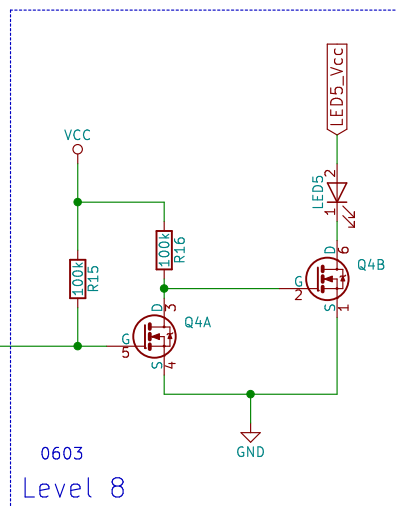 LED5_Vcc
VCC
2
LED5
1
100k
R15
100k
R16
D
6
Q4B
G
2
S
1
D
3
Q4A
G
5
S
4
GND
0603
Level 8